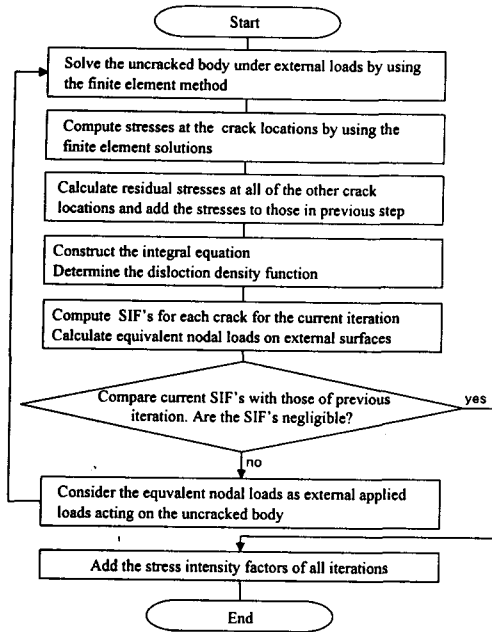 Start
Solve the uncracked body under external loads by using
the finite element method
Compute stresses at the crack locations by using the
finite element solutions
Calculate residual stresses at all of the other crack
locations and add the stresses to those in previous step
Construct the integral equation
Determine the disloction density function
Compute SIF's for each crack for the current iteration
Calculate equivalent nodal loads on external surfaces
Compare current SIF's with those of previous
iteration. Are the SIF's negligible?
yes
no
Consider the equvalent nodal loads as external applied
loads acting on the uncracked body
Add the stress intensity factors of all iterations
End